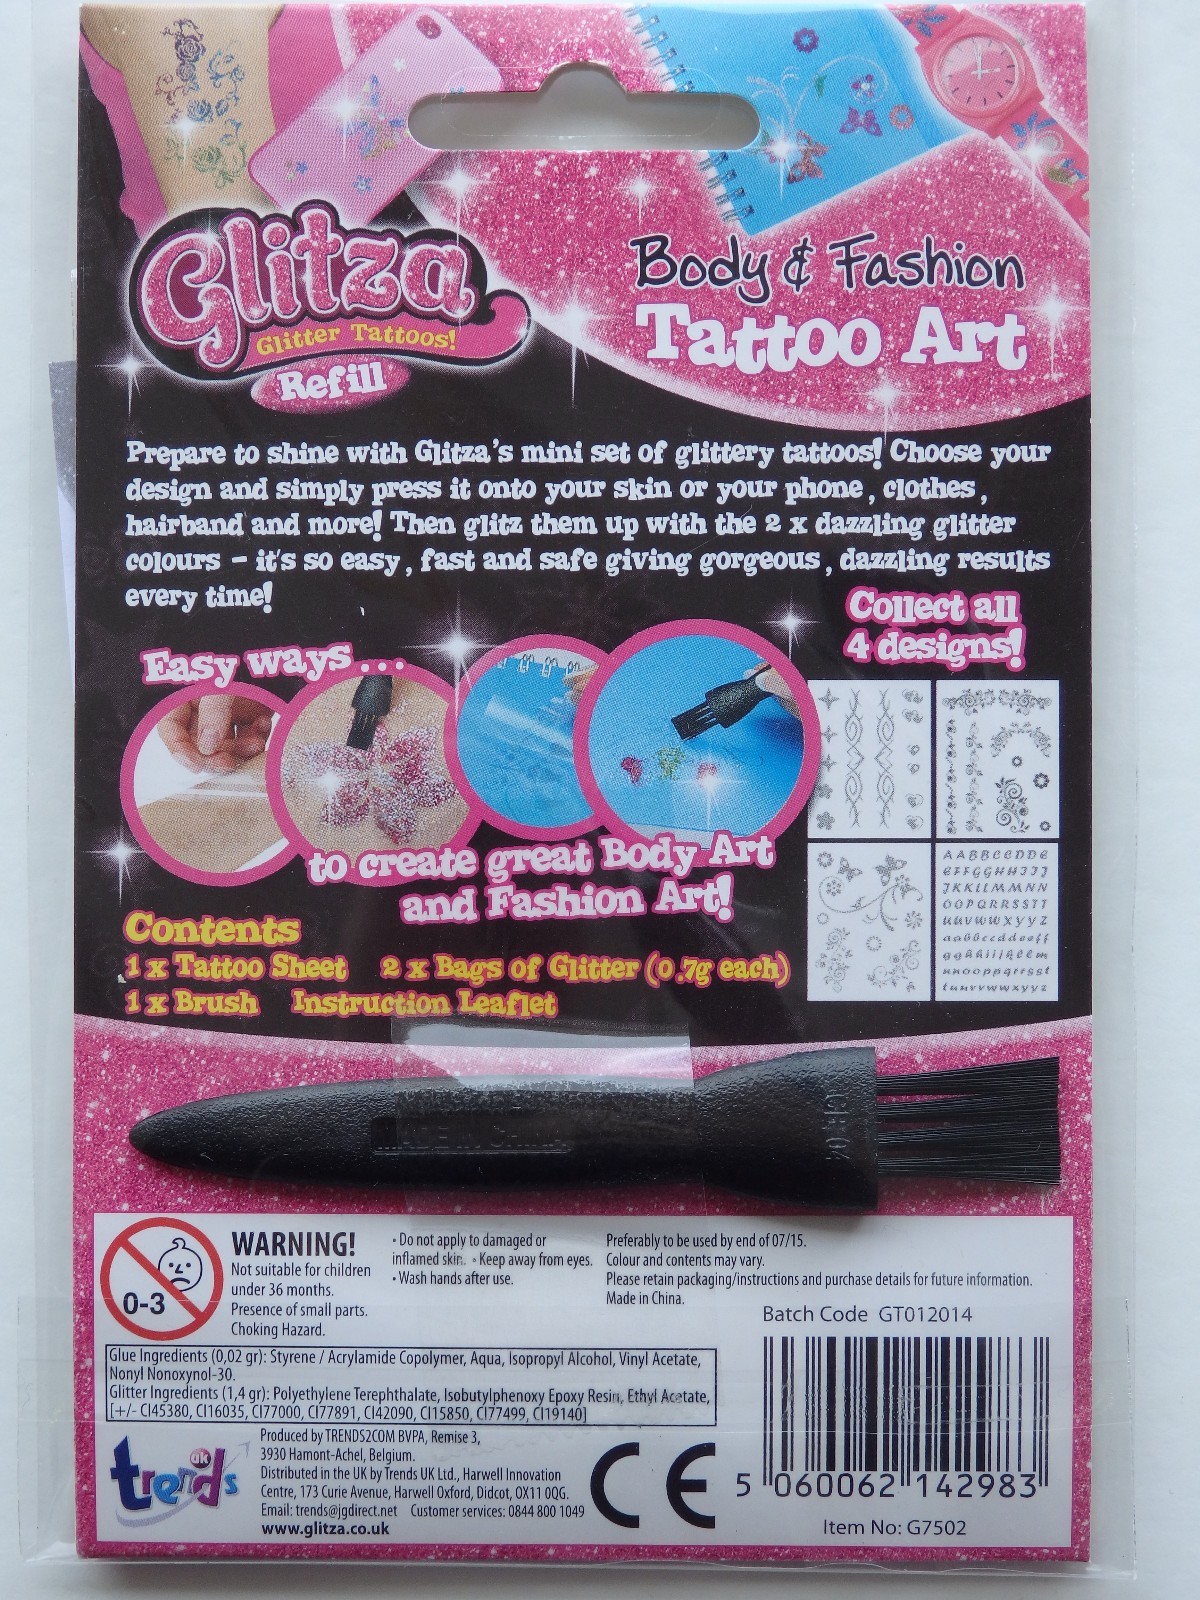 Glitza
Glitter Tattoos!
Refill
Body & Fashion
Tattoo Art
Prepare to shine with Glitza's mini set of glittery tattoos! Choose your
design and simply press it onto your skin or your phone, clothes,
hairband and more! Then glitz them up with the 2 x dazzling glitter
colours - it's so easy, fast and safe giving gorgeous, dazzling results
every time!
Collect all
4 designs!
Easy ways...
to create great Body Art
and Fashion Art!
AABBCCDDE
EFFGGHHIJJ
JKKLLMMNN
OOPQRRSSTT
UUVVWWXYYZ
Contents
1 x Tattoo Sheet 2 x Bags of Glitter (0.7g each)
1 x Brush Instruction Leaflet
MADE IN CHINA
WARNING!
Not suitable for children
under 36 months.
Presence of small parts.
Choking Hazard.
0-3
• Do not apply to damaged or
inflamed skin. • Keep away from eyes.
• Wash hands after use.
Preferably to be used by end of 07/15.
Colour and contents may vary.
Please retain packaging/instructions and purchase details for future information.
Made in China.
Batch Code GT012014
Glue Ingredients (0,02 gr): Styrene / Acrylamide Copolymer, Aqua, Isopropyl Alcohol, Vinyl Acetate,
Nonyl Nonoxynol-30.
Glitter Ingredients (1,4 gr): Polyethylene Terephthalate, Isobutylphenoxy Epoxy Resin, Ethyl Acetate,
[+/- CI45380, CI16035, CI77000, CI77891, CI42090, CI15850, CI77499, CI19140]
trends uk
Produced by TRENDS2COM BVPA, Remise 3,
3930 Hamont-Achel, Belgium.
Distributed in the UK by Trends UK Ltd., Harwell Innovation
Centre, 173 Curie Avenue, Harwell Oxford, Didcot, OX11 0QG.
Email: trends@jgdirect.net Customer services: 0844 800 1049
www.glitza.co.uk
CE
5 060062 142983
Item No: G7502